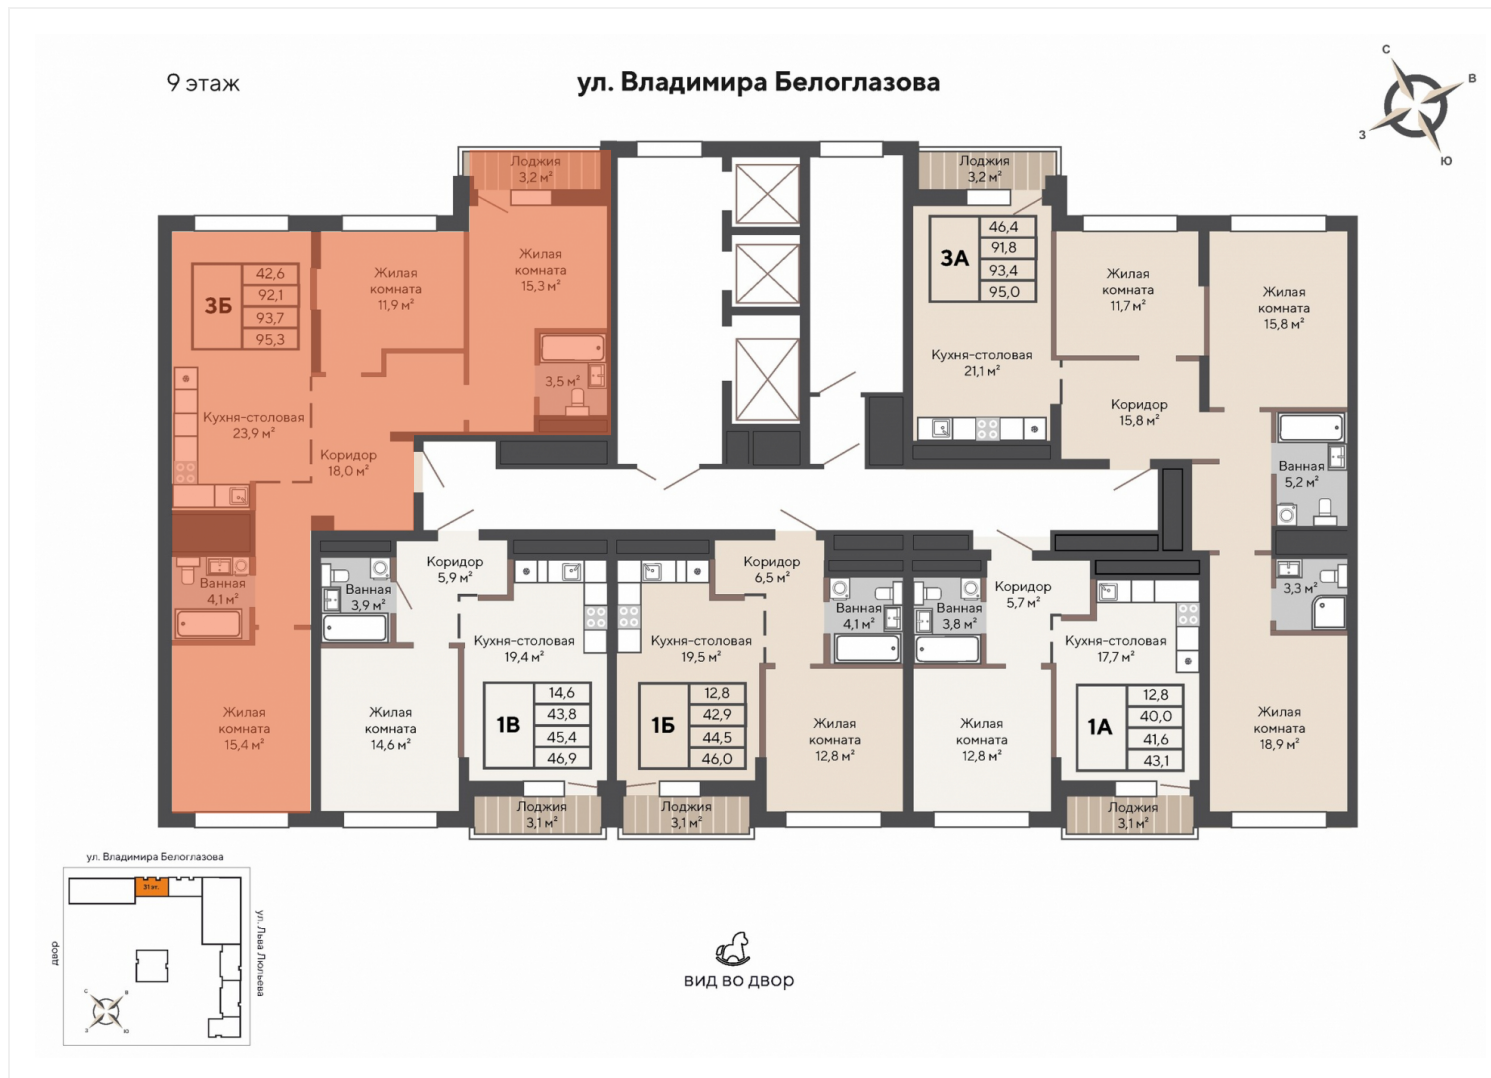 9 этаж
ул. Владимира Белоглазова
С
В
З
Ю
Лоджия
3,2 м²
Лоджия
3,2 м²
3Б
42,6
92,1
93,7
95,3
Жилая
комната
11,9 м²
Жилая
комната
15,3 м²
3А
46,4
91,8
93,4
95,0
Жилая
комната
11,7 м²
Жилая
комната
15,8 м²
Кухня-столовая
21,1 м²
3,5 м²
Кухня-столовая
23,9 м²
Коридор
15,8 м²
Коридор
18,0 м²
Ванная
5,2 м²
Ванная
4,1 м²
Ванная
3,9 м²
Коридор
5,9 м²
Коридор
6,5 м²
Ванная
4,1 м²
Ванная
3,8 м²
Коридор
5,7 м²
3,3 м²
Кухня-столовая
19,4 м²
Кухня-столовая
19,5 м²
Кухня-столовая
17,7 м²
Жилая
комната
15,4 м²
Жилая
комната
14,6 м²
1В
14,6
43,8
45,4
46,9
1Б
12,8
42,9
44,5
46,0
Жилая
комната
12,8 м²
Жилая
комната
12,8 м²
1А
12,8
40,0
41,6
43,1
Жилая
комната
18,9 м²
Лоджия
3,1 м²
Лоджия
3,1 м²
Лоджия
3,1 м²
ул. Владимира Белоглазова
31 эт.
двор
ул. Льва Люльева
С
В
З
Ю
вид во двор